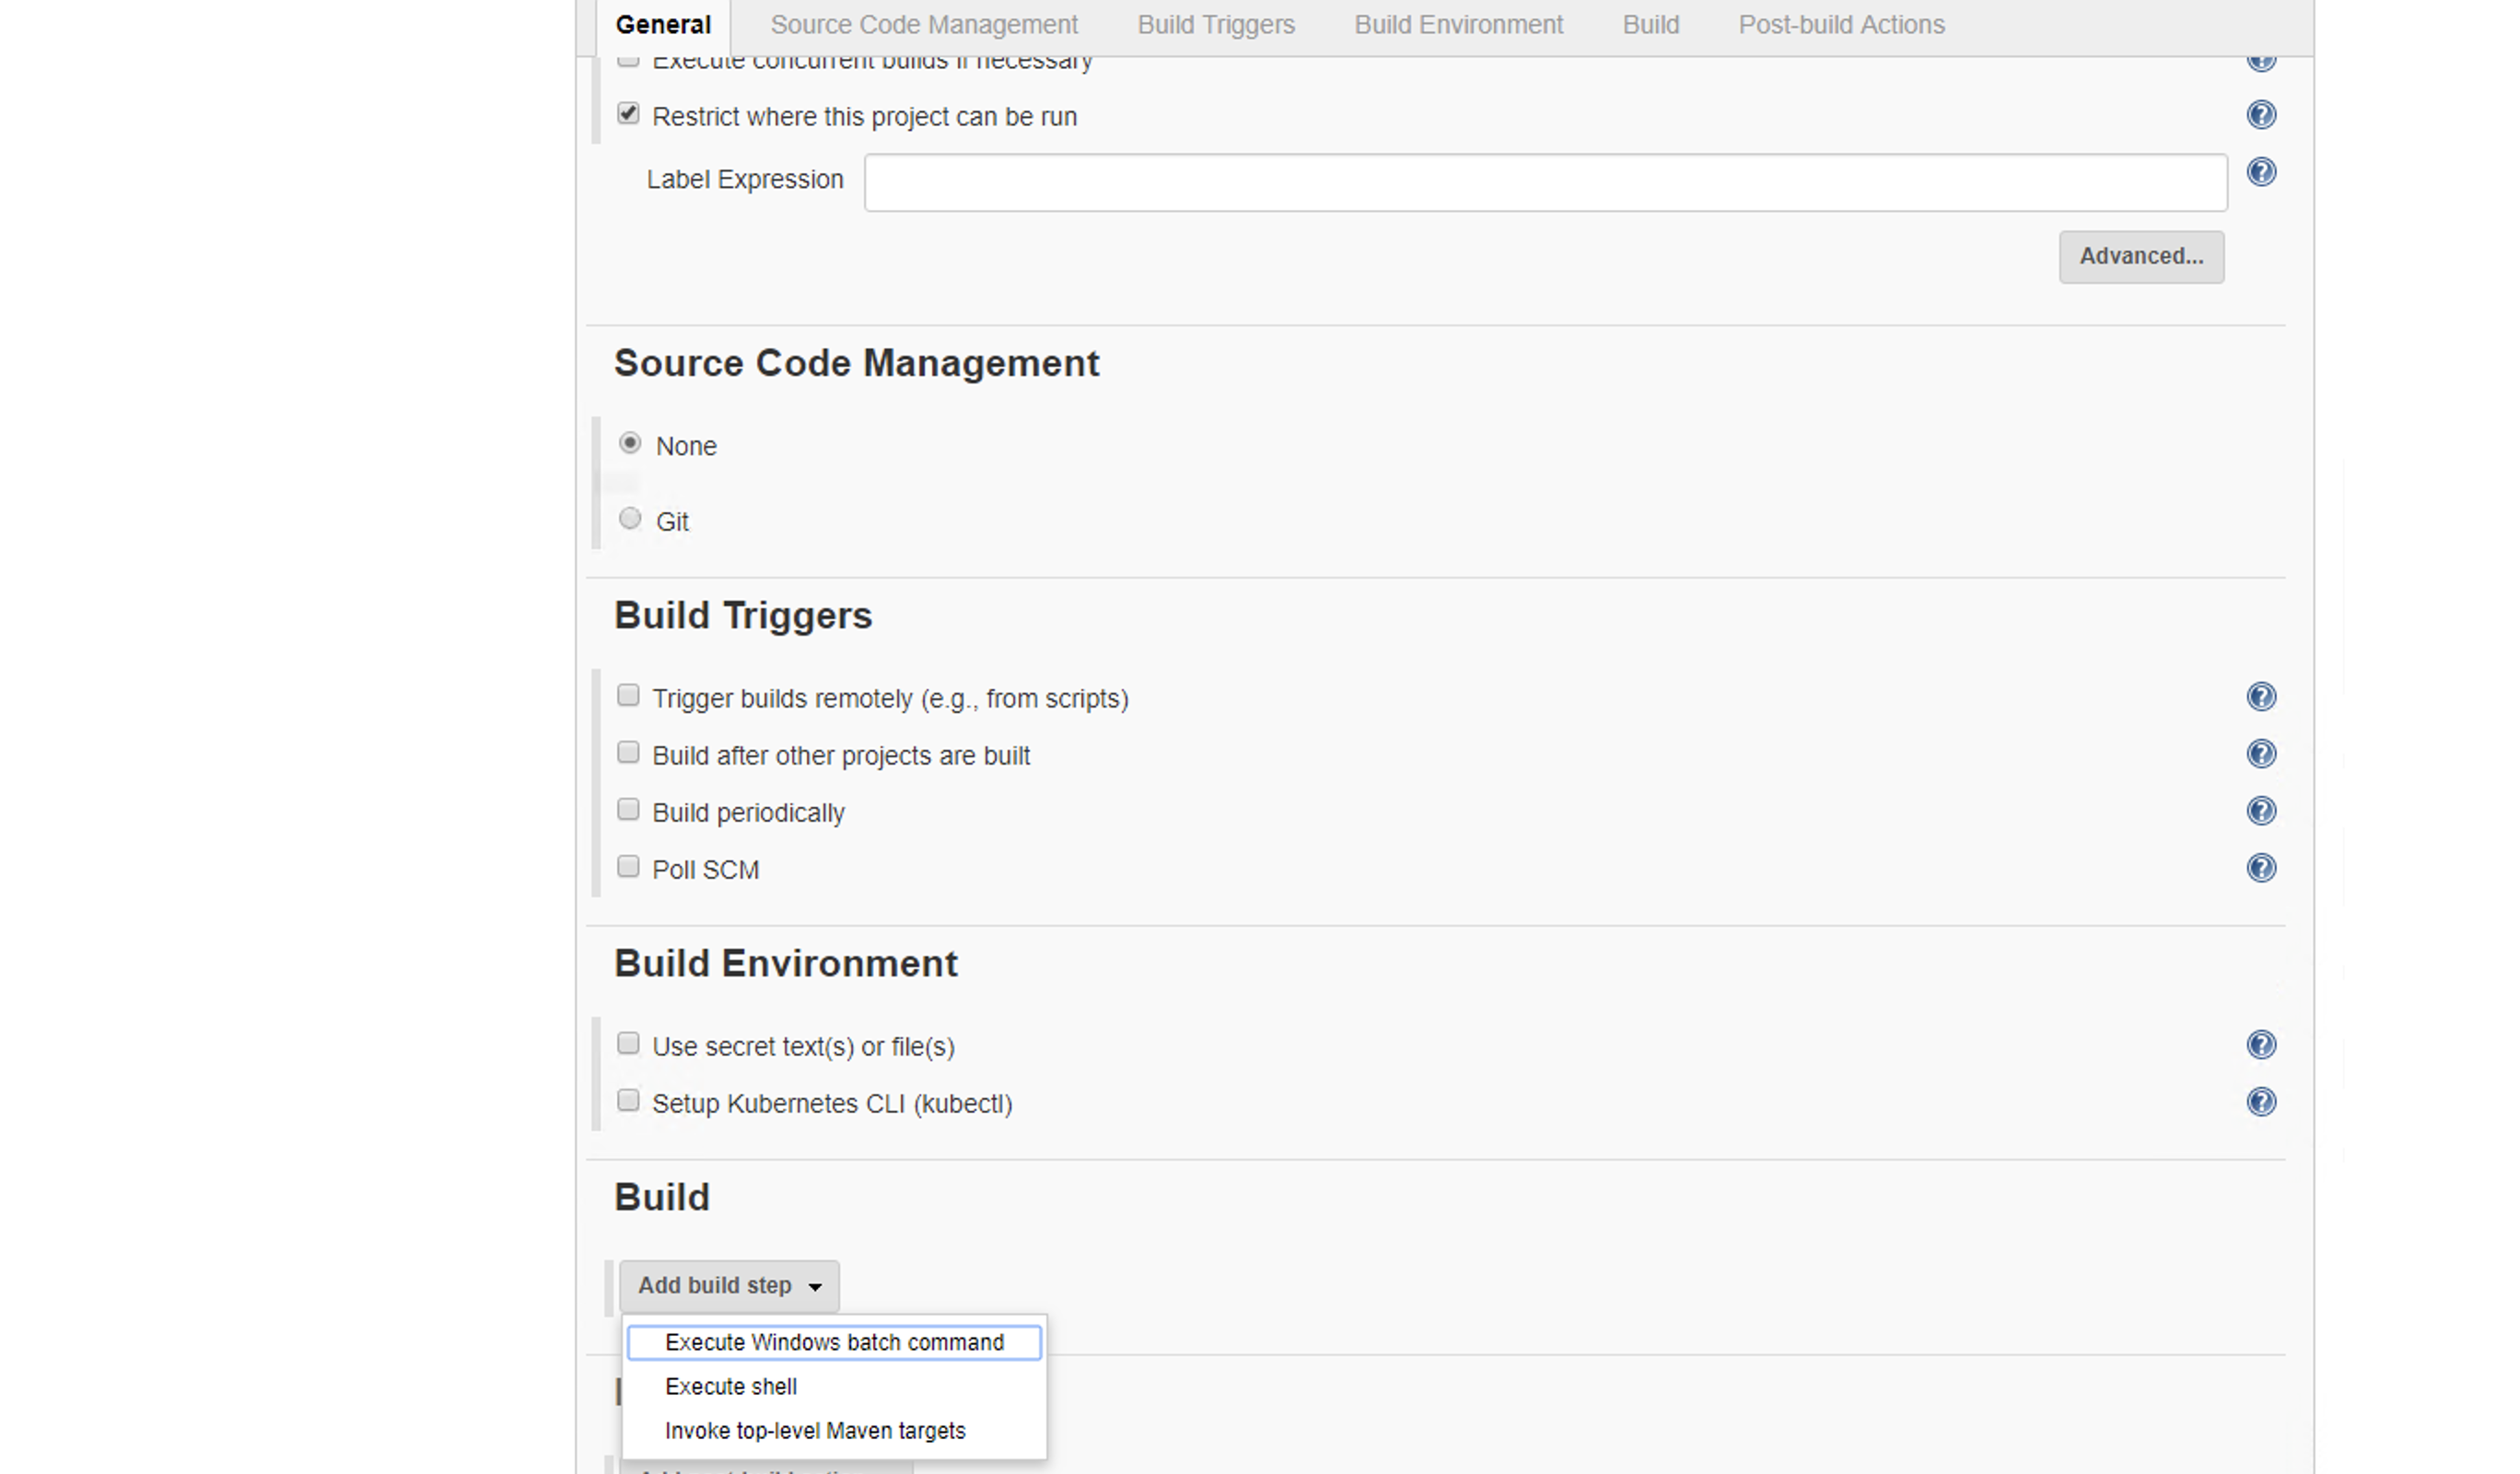 General Source Code Management Build Triggers Build Environment Build Post-build Actions
Execute concurrent builds if necessary
Restrict where this project can be run
Label Expression
Advanced...
Source Code Management
None
Git
Build Triggers
Trigger builds remotely (e.g., from scripts)
Build after other projects are built
Build periodically
Poll SCM
Build Environment
Use secret text(s) or file(s)
Setup Kubernetes CLI (kubectl)
Build
Add build step
Execute Windows batch command
Execute shell
Invoke top-level Maven targets